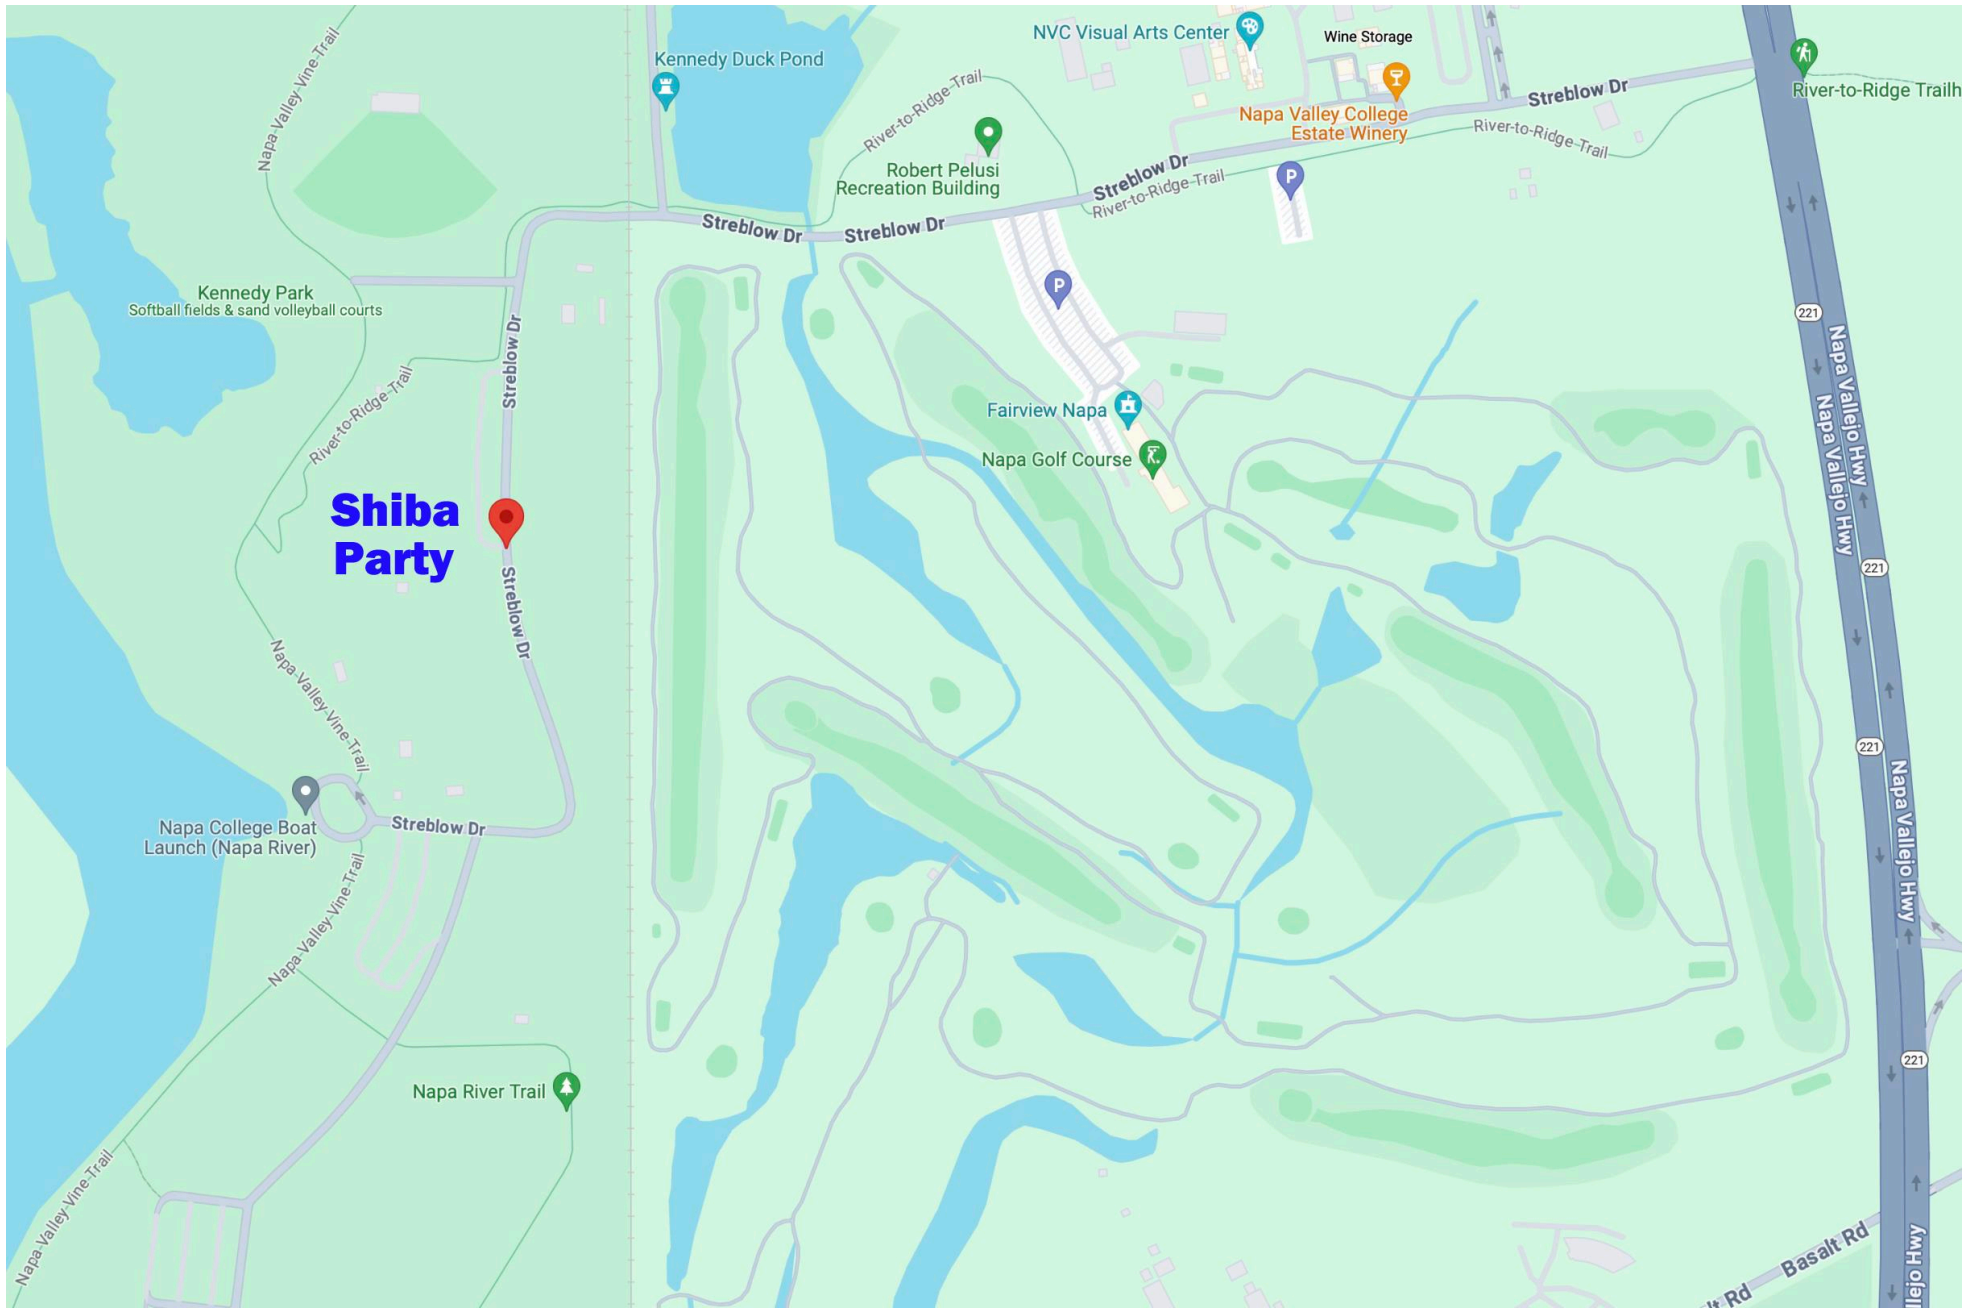 Napa-Valley-Vine-Trail
Kennedy Duck Pond
NVC Visual Arts Center
Wine Storage
River-to-Ridge Trailh
River-to-Ridge-Trail
Napa Valley College
Estate Winery
Streblow Dr
River-to-Ridge-Trail
Robert Pelusi
Recreation Building
Streblow Dr
River-to-Ridge-Trail
P
Streblow Dr
Streblow Dr
Kennedy Park
Softball fields & sand volleyball courts
P
221
Streblow Dr
River-to-Ridge-Trail
Napa Vallejo Hwy
Napa Vallejo Hwy
Fairview Napa
Napa Golf Course
Shiba
Party
221
Streblow Dr
Napa Valley Vine Trail
221
Napa College Boat
Launch (Napa River)
Streblow Dr
Napa Vallejo Hwy
Napa-Valley-Vine-Trail
221
Napa River Trail
Napa-Valley-Vine-Trail
Basalt Rd
lt Rd
llejo Hwy